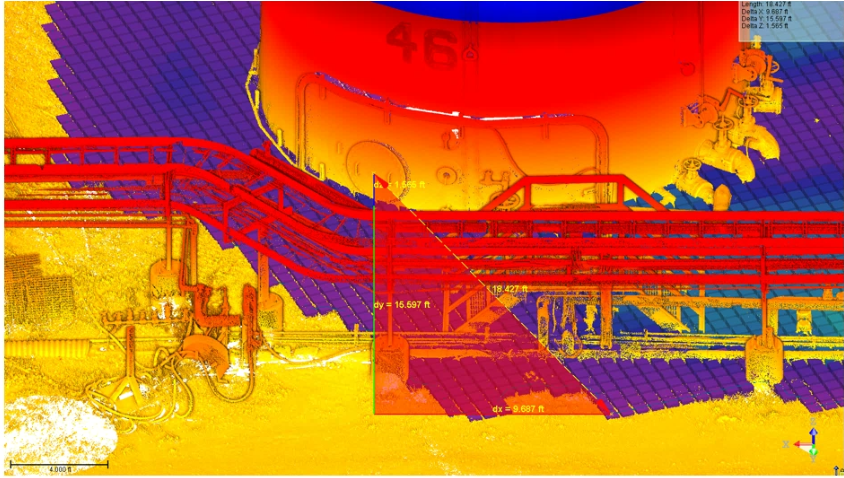 Length: 18.427 ft
Delta X: 9.687 ft
Delta Y: 15.597 ft
Delta Z: 1.565 ft
46
dz = 1.565 ft
18.427 ft
dy = 15.597 ft
dx = 9.687 ft
4.000 ft
X